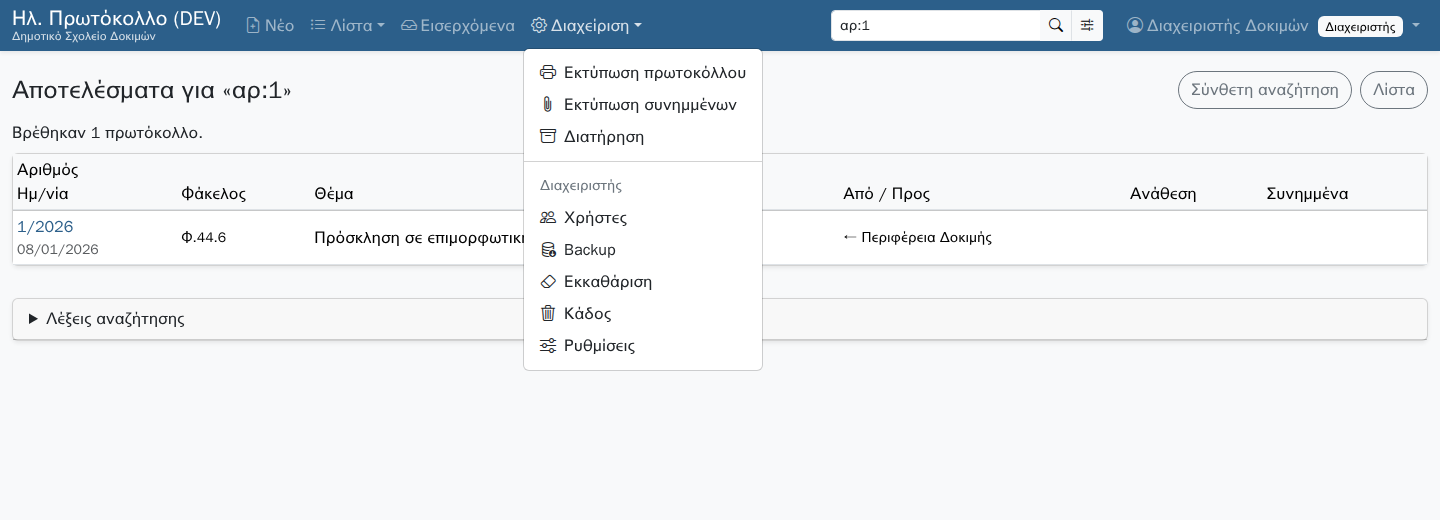 Ηλ. Πρωτόκολλο (DEV)
Δημοτικό Σχολείο Δοκιμών
Νέο
Λίστα
Εισερχόμενα
Διαχείριση
αρ:1
Διαχειριστής Δοκιμών
Διαχειριστής
Εκτύπωση πρωτοκόλλου
Εκτύπωση συνημμένων
Διατήρηση
Διαχειριστής
Χρήστες
Backup
Εκκαθάριση
Κάδος
Ρυθμίσεις
Αποτελέσματα για «αρ:1»
Σύνθετη αναζήτηση
Λίστα
Βρέθηκαν 1 πρωτόκολλο.
Αριθμός
Ημ/νία Φάκελος Θέμα Από / Προς Ανάθεση Συνημμένα
1/2026
08/01/2026
Φ.44.6
Πρόσκληση σε επιμορφωτικ
← Περιφέρεια Δοκιμής
Λέξεις αναζήτησης